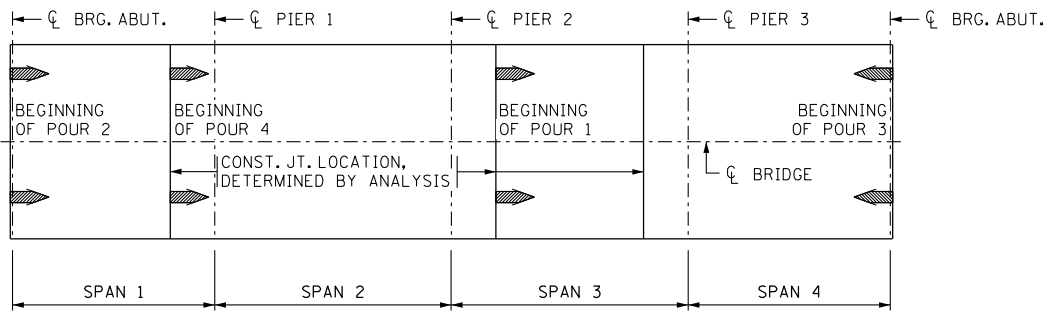 ℄ BRG. ABUT.
℄ PIER 1
℄ PIER 2
℄ PIER 3
℄ BRG. ABUT.
BEGINNING
OF POUR 2
BEGINNING
OF POUR 4
BEGINNING
OF POUR 1
BEGINNING
OF POUR 3
CONST. JT. LOCATION,
DETERMINED BY ANALYSIS
℄ BRIDGE
SPAN 1
SPAN 2
SPAN 3
SPAN 4